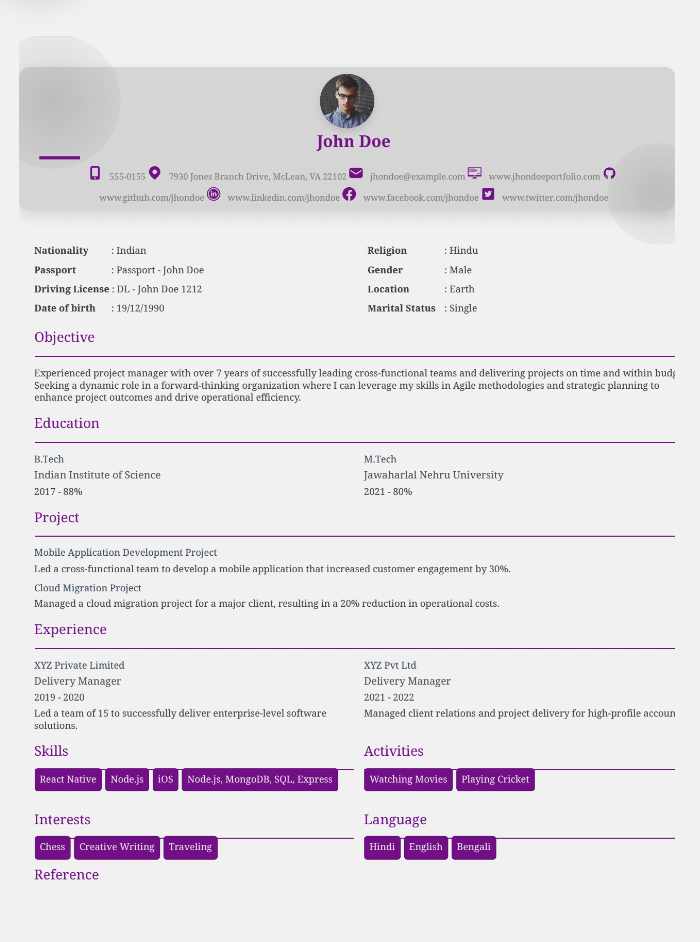 John Doe
555-0155 7930 Jones Branch Drive, McLean, VA 22102 jhondoe@example.com www.jhondoeportfolio.com
www.github.com/jhondoe www.linkedin.com/jhondoe www.facebook.com/jhondoe www.twitter.com/jhondoe
Nationality : Indian Religion : Hindu
Passport : Passport - John Doe Gender : Male
Driving License : DL - John Doe 1212 Location : Earth
Date of birth : 19/12/1990 Marital Status : Single
Objective
Experienced project manager with over 7 years of successfully leading cross-functional teams and delivering projects on time and within budg
Seeking a dynamic role in a forward-thinking organization where I can leverage my skills in Agile methodologies and strategic planning to
enhance project outcomes and drive operational efficiency.
Education
B.Tech M.Tech
Indian Institute of Science Jawaharlal Nehru University
2017 - 88% 2021 - 80%
Project
Mobile Application Development Project
Led a cross-functional team to develop a mobile application that increased customer engagement by 30%.
Cloud Migration Project
Managed a cloud migration project for a major client, resulting in a 20% reduction in operational costs.
Experience
XYZ Private Limited XYZ Pvt Ltd
Delivery Manager Delivery Manager
2019 - 2020 2021 - 2022
Led a team of 15 to successfully deliver enterprise-level software Managed client relations and project delivery for high-profile accoun
solutions.
Skills Activities
React Native Node.js iOS Node.js, MongoDB, SQL, Express Watching Movies Playing Cricket
Interests Language
Chess Creative Writing Traveling Hindi English Bengali
Reference